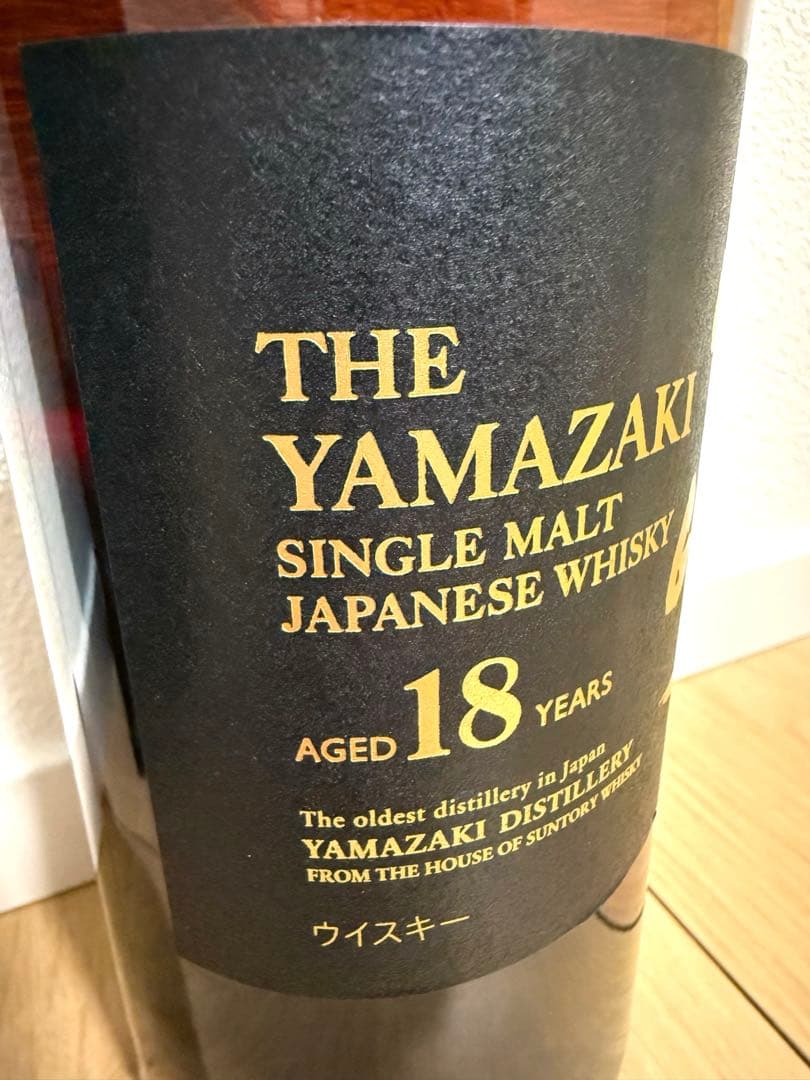 THE
YAMAZAKI
SINGLE MALT
JAPANESE WHISKY
AGED 18 YEARS
The oldest distillery in Japan
YAMAZAKI DISTILLERY
FROM THE HOUSE OF SUNTORY WHISKY
ウイスキー